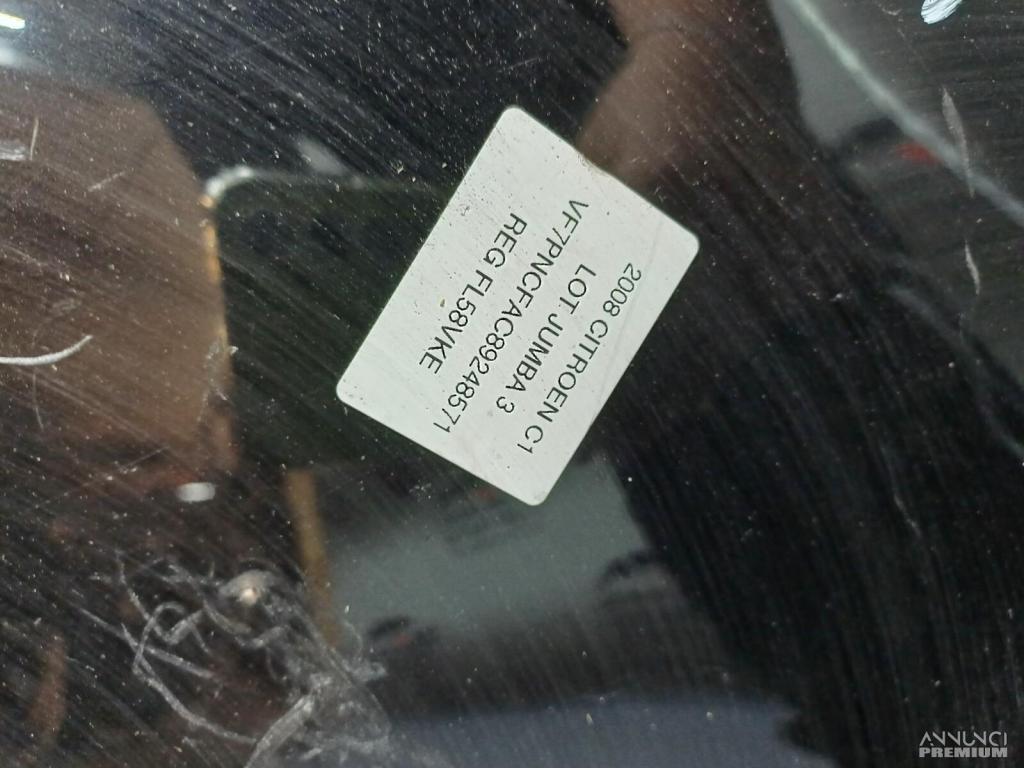 2008 CITROEN C1
LOT JUMBA 3
VF7PNCFAC89248571
REG FL58VKE
ANNUNCI
PREMIUM